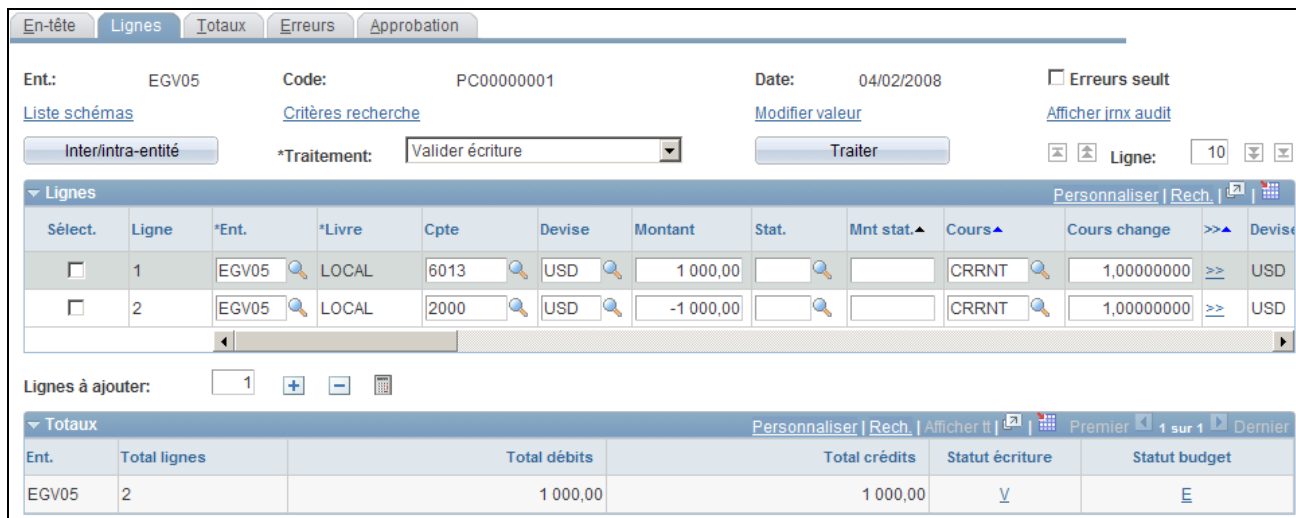 En-tête Lignes Totaux Erreurs Approbation
Ent.: EGV05 Code: PC00000001 Date: 04/02/2008 Erreurs seult
Liste schémas Critères recherche Modifier valeur Afficher jrnx audit
Inter/intra-entité *Traitement: Valider écriture Traiter Ligne: 10
Lignes Personnaliser | Rech. | |
Sélect. Ligne *Ent. *Livre Cpte Devise Montant Stat. Mnt stat. Cours Cours change >> Devise
1 EGV05 LOCAL 6013 USD 1 000,00 CRRNT 1,00000000 >> USD
2 EGV05 LOCAL 2000 USD -1 000,00 CRRNT 1,00000000 >> USD
Lignes à ajouter: 1
Totaux Personnaliser | Rech. | Afficher tt | | Premier 1 sur 1 Dernier
Ent. Total lignes Total débits Total crédits Statut écriture Statut budget
EGV05 2 1 000,00 1 000,00 V E